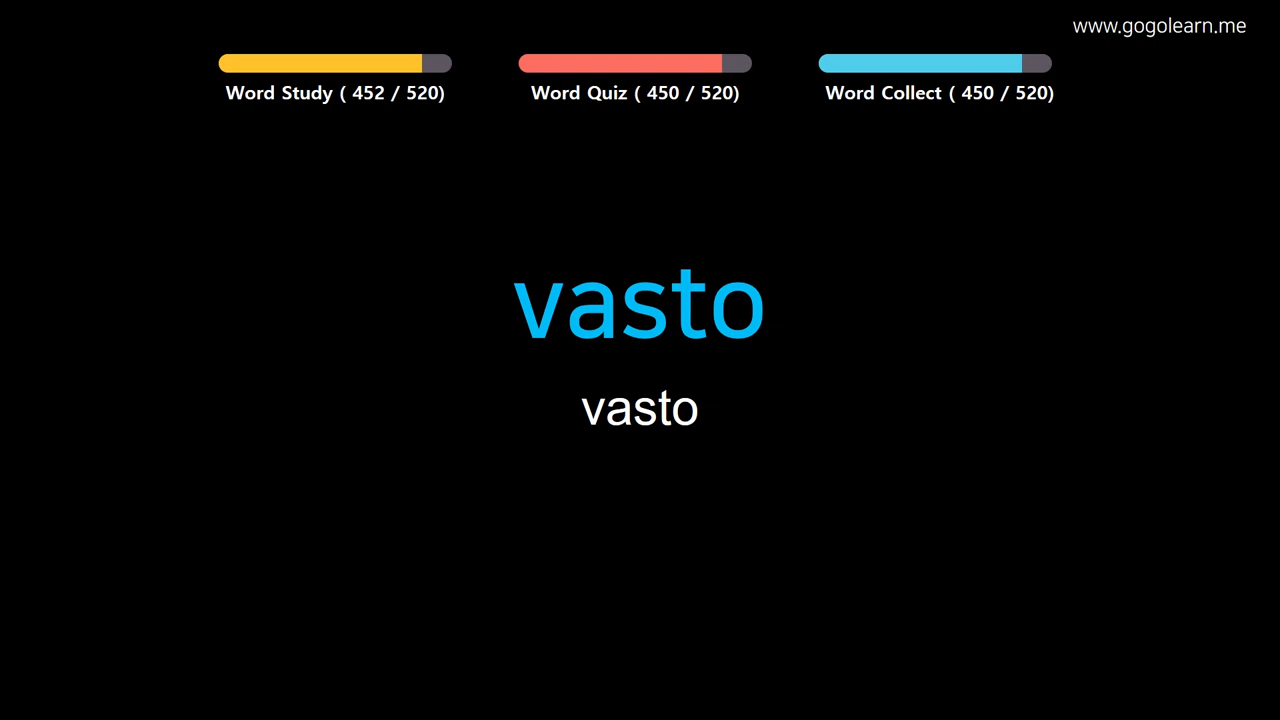 www.gogolearn.me
Word Study ( 452 / 520)
Word Quiz ( 450 / 520)
Word Collect ( 450 / 520)
vasto
vasto